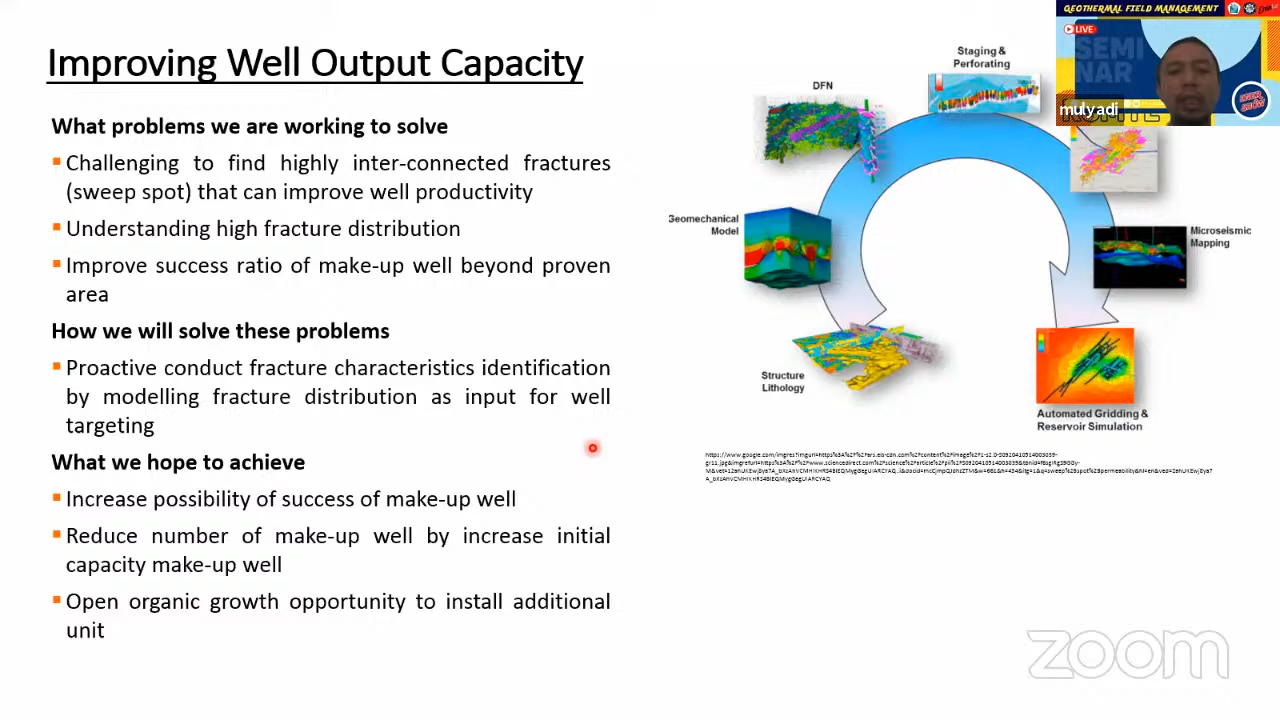 Improving Well Output Capacity
What problems we are working to solve
Challenging to find highly inter-connected fractures
(sweep spot) that can improve well productivity
Understanding high fracture distribution
Improve success ratio of make-up well beyond proven
area
How we will solve these problems
Proactive conduct fracture characteristics identification
by modelling fracture distribution as input for well
targeting
What we hope to achieve
Increase possibility of success of make-up well
Reduce number of make-up well by increase initial
capacity make-up well
Open organic growth opportunity to install additional
unit
Staging &
Perforating
DFN
Geomechanical
Model
Microseismic
Mapping
Structure
Lithology
Automated Gridding &
Reservoir Simulation
GEOTHERMAL FIELD MANAGEMENT
LIVE
SEMI
NAR
mulyadi
zoom